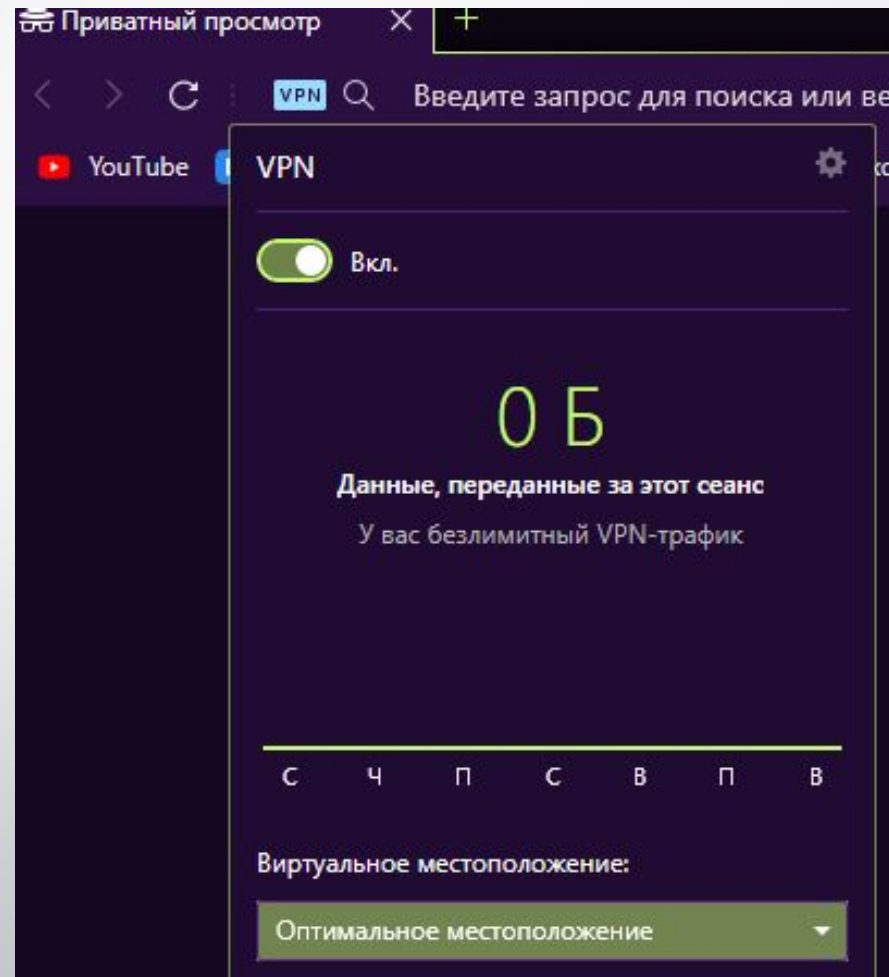 Приватный просмотр
VPN Введите запрос для поиска или ве
YouTube
VPN
Вкл.
0 Б
Данные, переданные за этот сеанс
У вас безлимитный VPN-трафик
С Ч П С В П В
Виртуальное местоположение:
Оптимальное местоположение